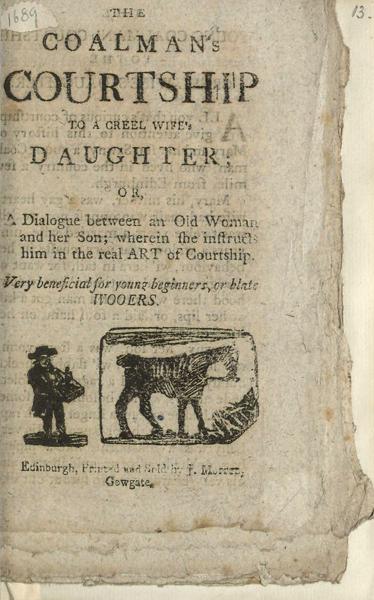 1689
13.
THE
COALMAN's
COURTSHIP
TO A CREEL WIFE's
DAUGHTER;
OR,
A Dialogue between an Old Woman
and her Son; wherein she instructs
him in the real ART of Courtship.
Very beneficial for young beginners, or blate
WOOERS.
Edinburgh, Printed and Sold by J. Morren,
Cowgate.